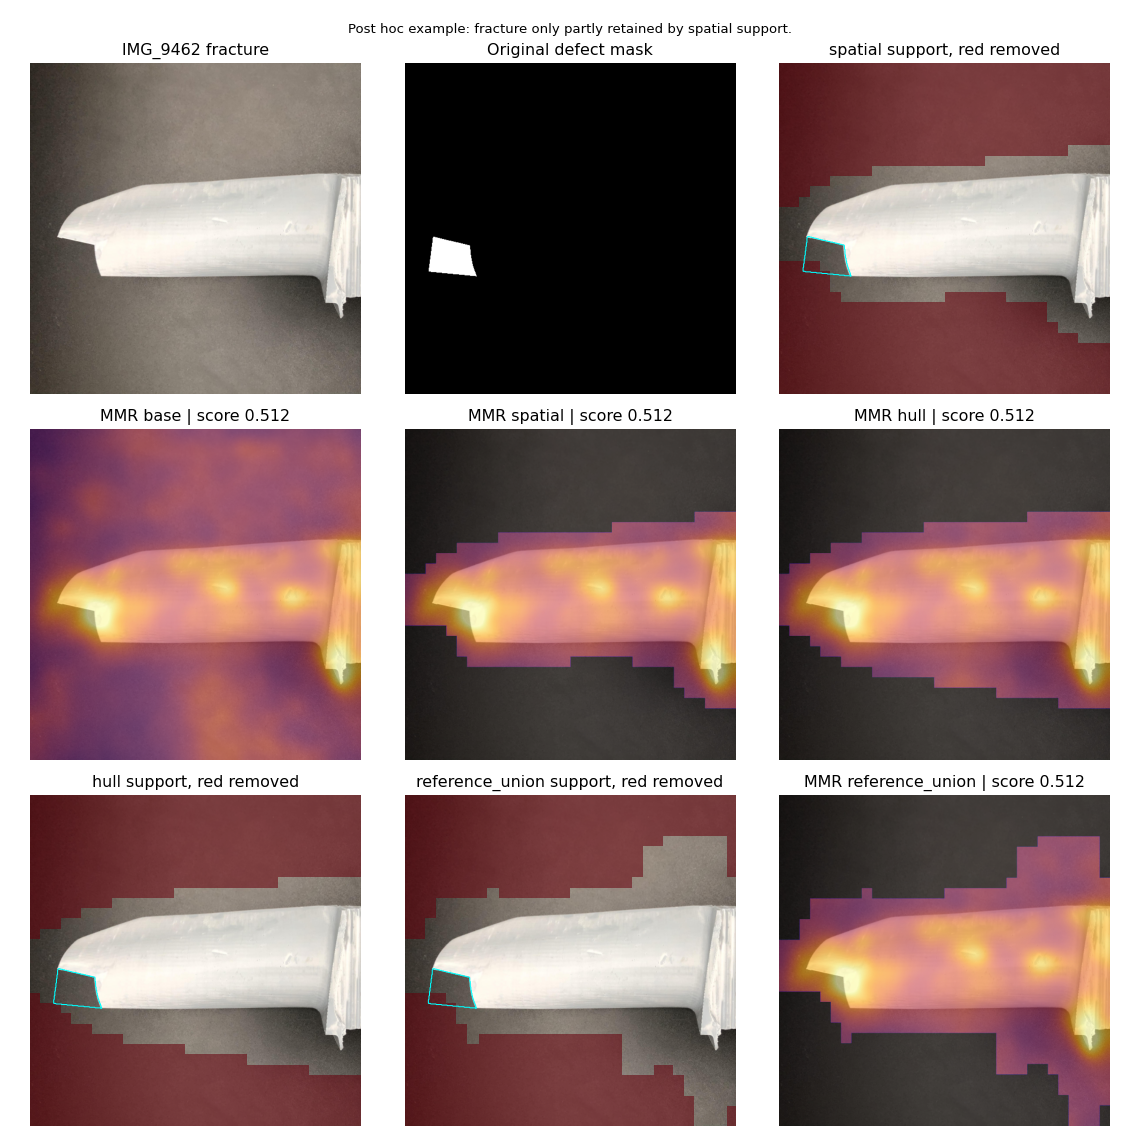 Post hoc example: fracture only partly retained by spatial support.
IMG_9462 fracture
Original defect mask
spatial support, red removed
MMR base | score 0.512
MMR spatial | score 0.512
MMR hull | score 0.512
hull support, red removed
reference_union support, red removed
MMR reference_union | score 0.512